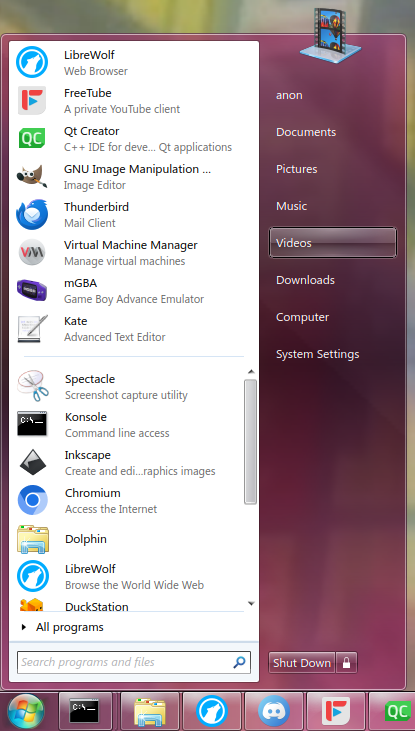 LibreWolf
Web Browser
FreeTube
A private YouTube client
QC
Qt Creator
C++ IDE for deve... Qt applications
GNU Image Manipulation ...
Image Editor
Thunderbird
Mail Client
VM
Virtual Machine Manager
Manage virtual machines
mGBA
Game Boy Advance Emulator
Kate
Advanced Text Editor
Spectacle
Screenshot capture utility
C:\_
Konsole
Command line access
Inkscape
Create and edi...raphics images
Chromium
Access the Internet
Dolphin
LibreWolf
Browse the World Wide Web
DuckStation
All programs
Search programs and files
anon
Documents
Pictures
Music
Videos
Downloads
Computer
System Settings
Shut Down
C:\_
QC